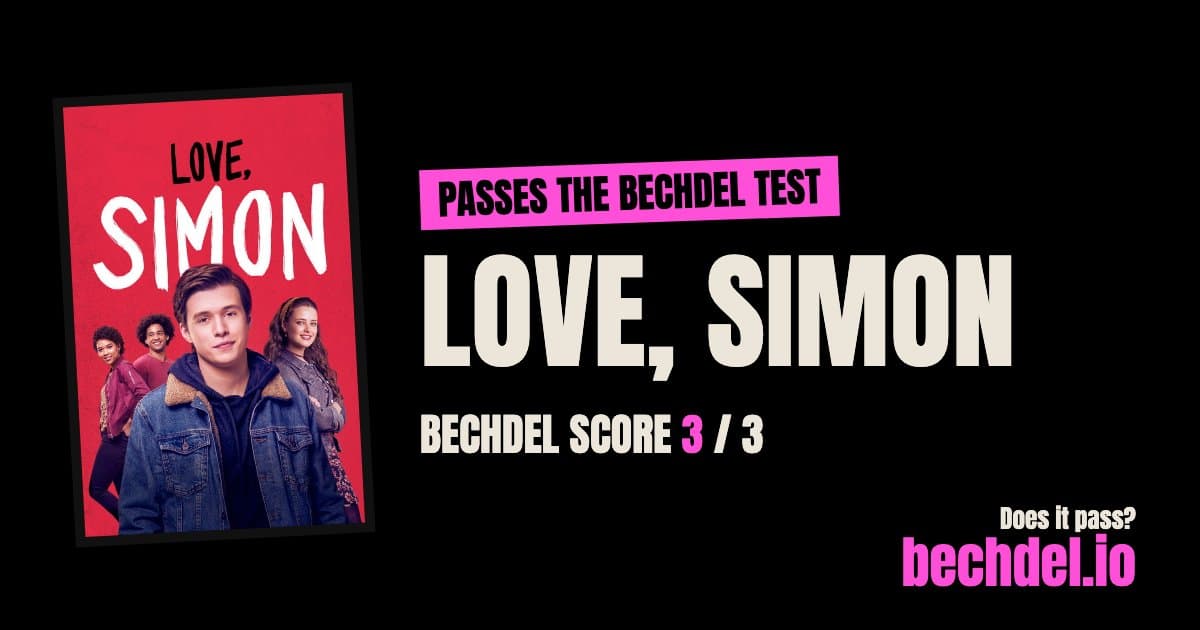 LOVE,
SIMON
PASSES THE BECHDEL TEST
LOVE, SIMON
BECHDEL SCORE 3 / 3
Does it pass?
bechdel.io